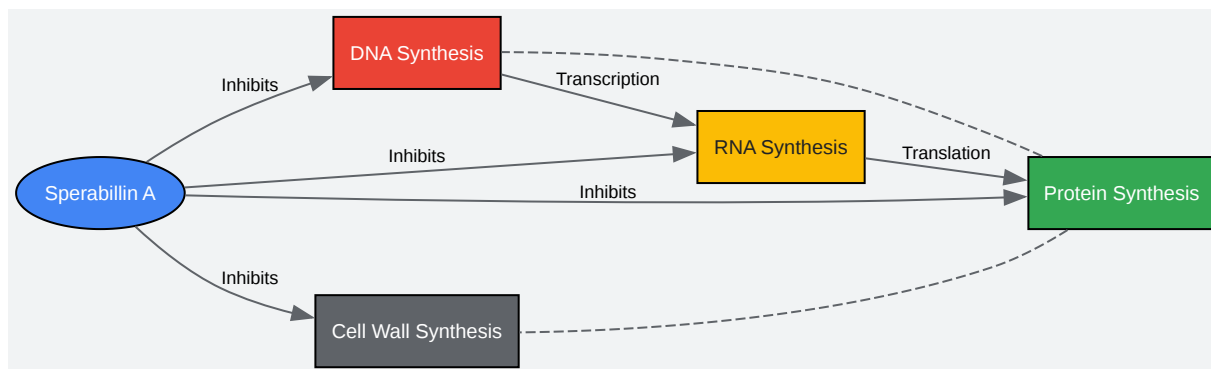 DNA Synthesis
Inhibits
Transcription
RNA Synthesis
Inhibits
Translation
Sperabillin A
Inhibits
Protein Synthesis
Inhibits
Cell Wall Synthesis